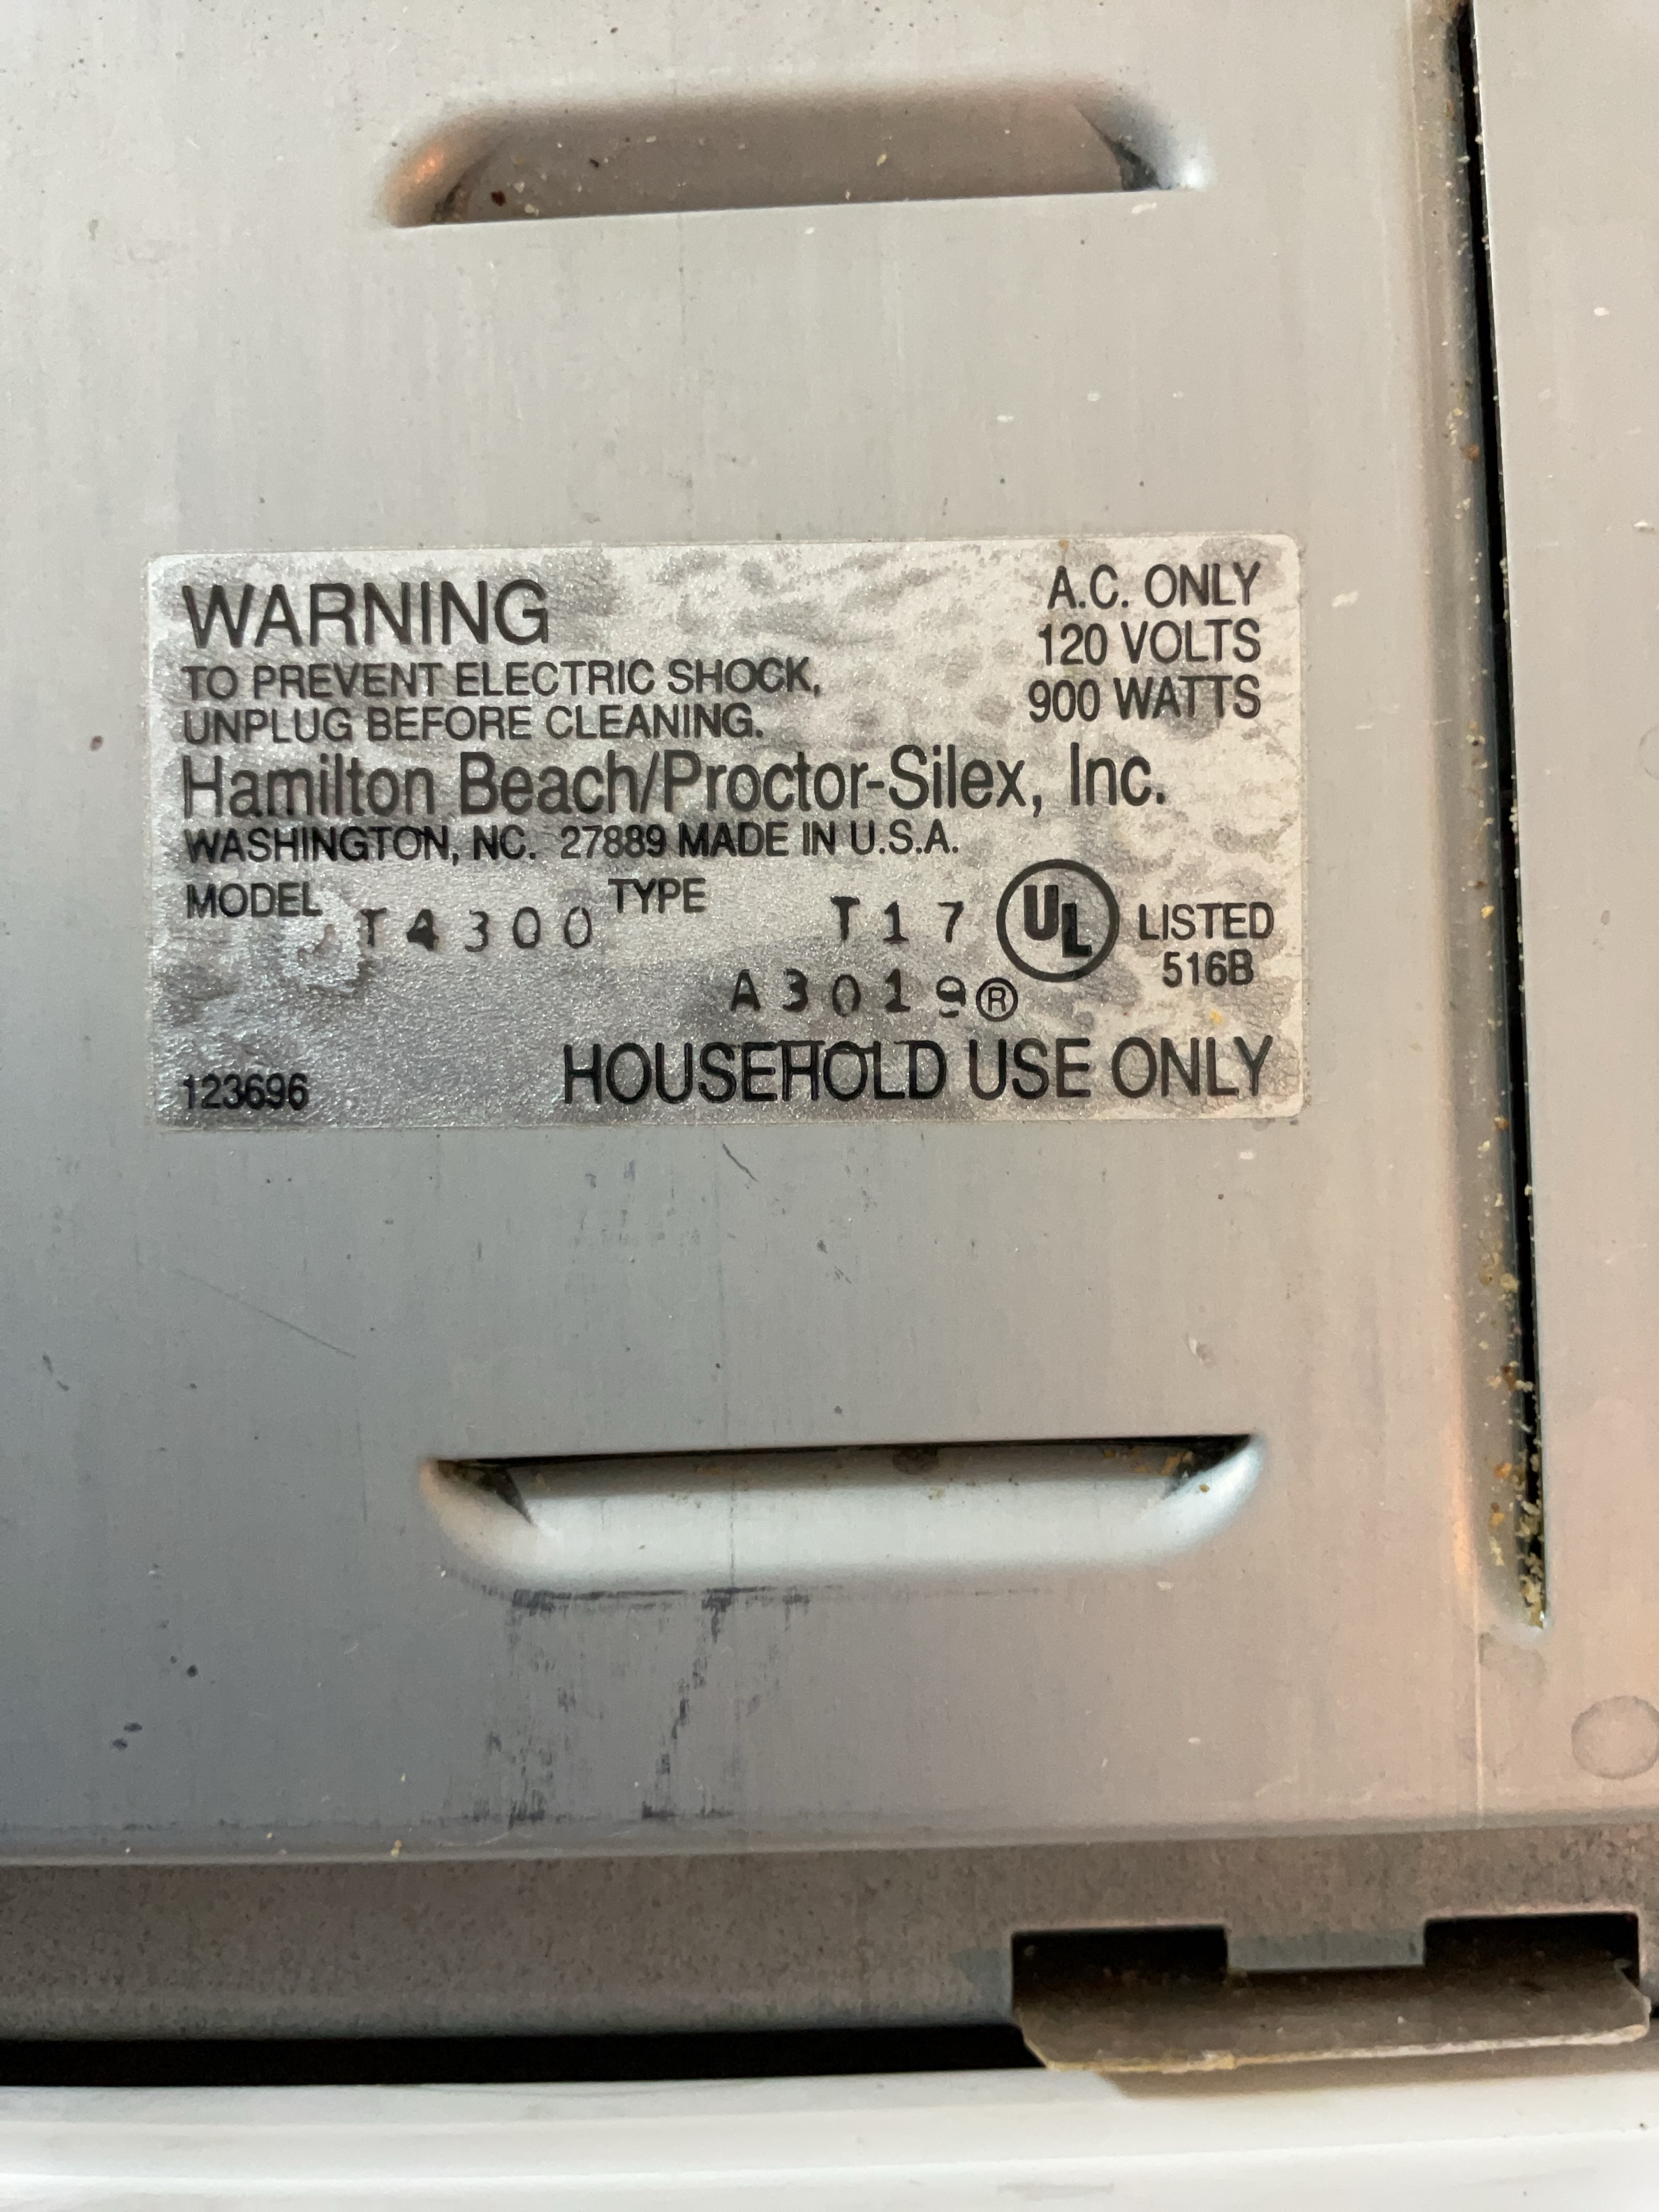 WARNING
TO PREVENT ELECTRIC SHOCK,
UNPLUG BEFORE CLEANING.
A.C. ONLY
120 VOLTS
900 WATTS
Hamilton Beach/Proctor-Silex, Inc.
WASHINGTON, NC. 27889 MADE IN U.S.A.
MODEL T4300 TYPE T17
A3019
UL ® LISTED
516B
123696 HOUSEHOLD USE ONLY